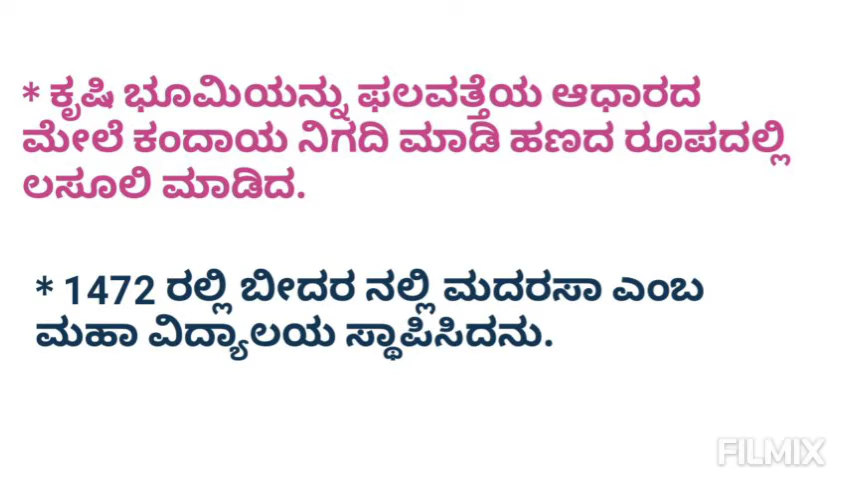 * ಕೃಷಿ ಭೂಮಿಯನ್ನು ಫಲವತ್ತೆಯ ಆಧಾರದ
ಮೇಲೆ ಕಂದಾಯ ನಿಗದಿ ಮಾಡಿ ಹಣದ ರೂಪದಲ್ಲಿ
ಲಸೂಲಿ ಮಾಡಿದ.
* 1472 ರಲ್ಲಿ ಬೀದರ ನಲ್ಲಿ ಮದರಸಾ ಎಂಬ
ಮಹಾ ವಿದ್ಯಾಲಯ ಸ್ಥಾಪಿಸಿದನು.
FILMIX